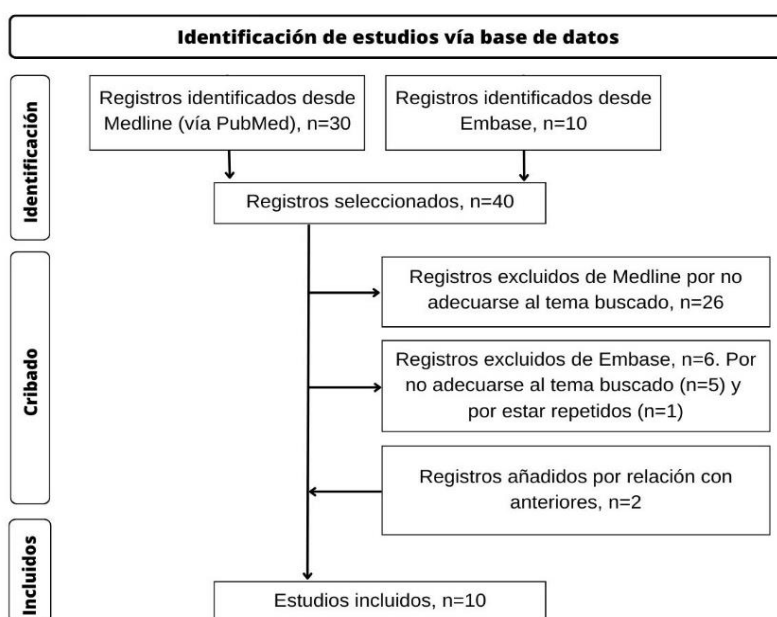 Identificación de estudios vía base de datos
Identificación
Registros identificados desde
Medline (vía PubMed), n=30
Registros identificados desde
Embase, n=10
Registros seleccionados, n=40
Cribado
Registros excluidos de Medline por no
adecuarse al tema buscado, n=26
Registros excluidos de Embase, n=6. Por
no adecuarse al tema buscado (n=5) y
por estar repetidos (n=1)
Registros añadidos por relación con
anteriores, n=2
Incluidos
Estudios incluidos, n=10